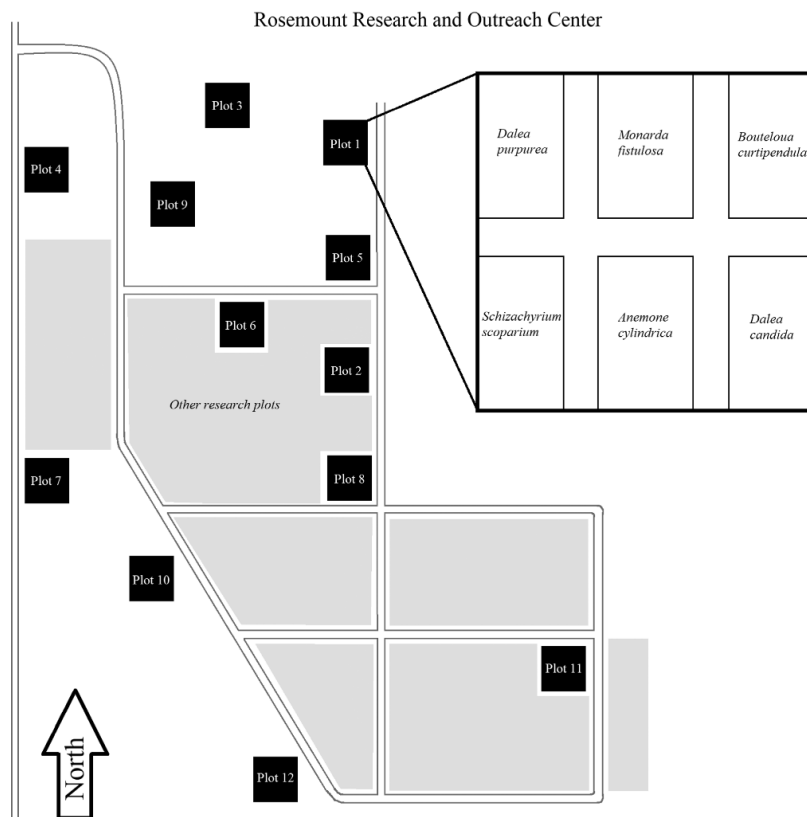 Rosemount Research and Outreach Center
Plot 3
Plot 1
Plot 4
Plot 9
Plot 5
Plot 6
Plot 2
Other research plots
Plot 7
Plot 8
Plot 10
Plot 11
Plot 12
North
Dalea
purpurea
Monarda
fistulosa
Bouteloua
curtipendula
Schizachyrium
scoparium
Anemone
cylindrica
Dalea
candida